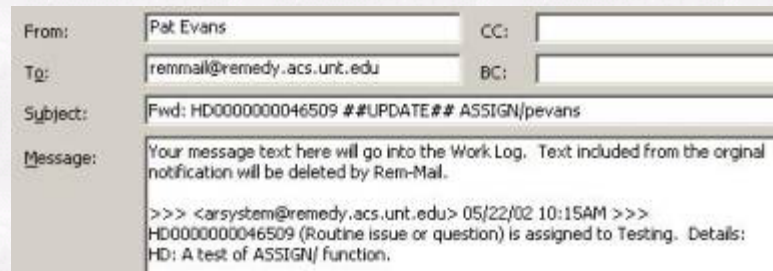 From: Pat Evans CC:
To: remmail@remedy.acs.unt.edu BC:
Subject: Fwd: HD0000000046509 ##UPDATE## ASSIGN/pevans
Message: Your message text here will go into the Work Log. Text included from the orginal
notification will be deleted by Rem-Mail.
>>> <arsystem@remedy.acs.unt.edu> 05/22/02 10:15AM >>>
HD0000000046509 (Routine issue or question) is assigned to Testing. Details:
HD: A test of ASSIGN/ function.